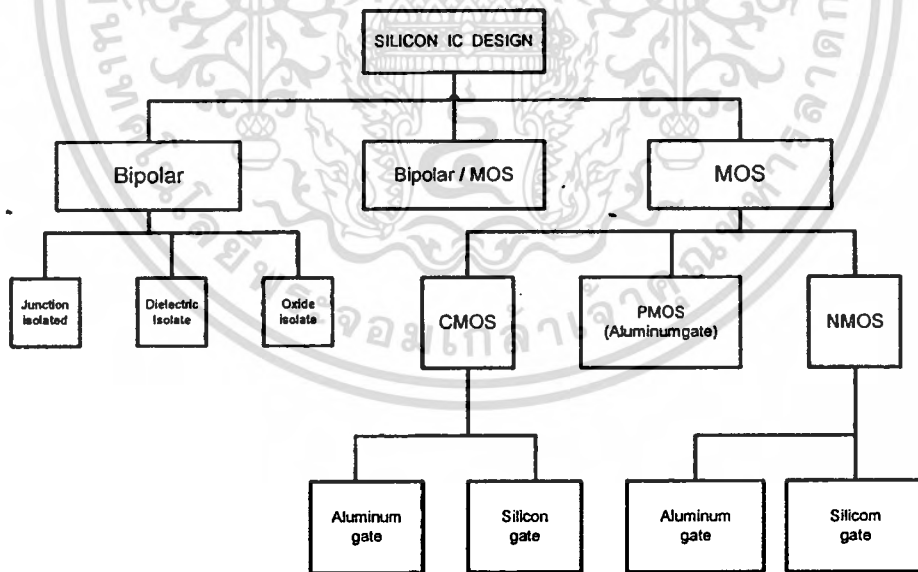 SILICON IC DESIGN
Bipolar
Bipolar / MOS
MOS
Junction
isolated
Dielectric
isolate
Oxide
isolate
CMOS
PMOS
(Aluminumgate)
NMOS
Aluminum
gate
Silicon
gate
Aluminum
gate
Silicom
gate